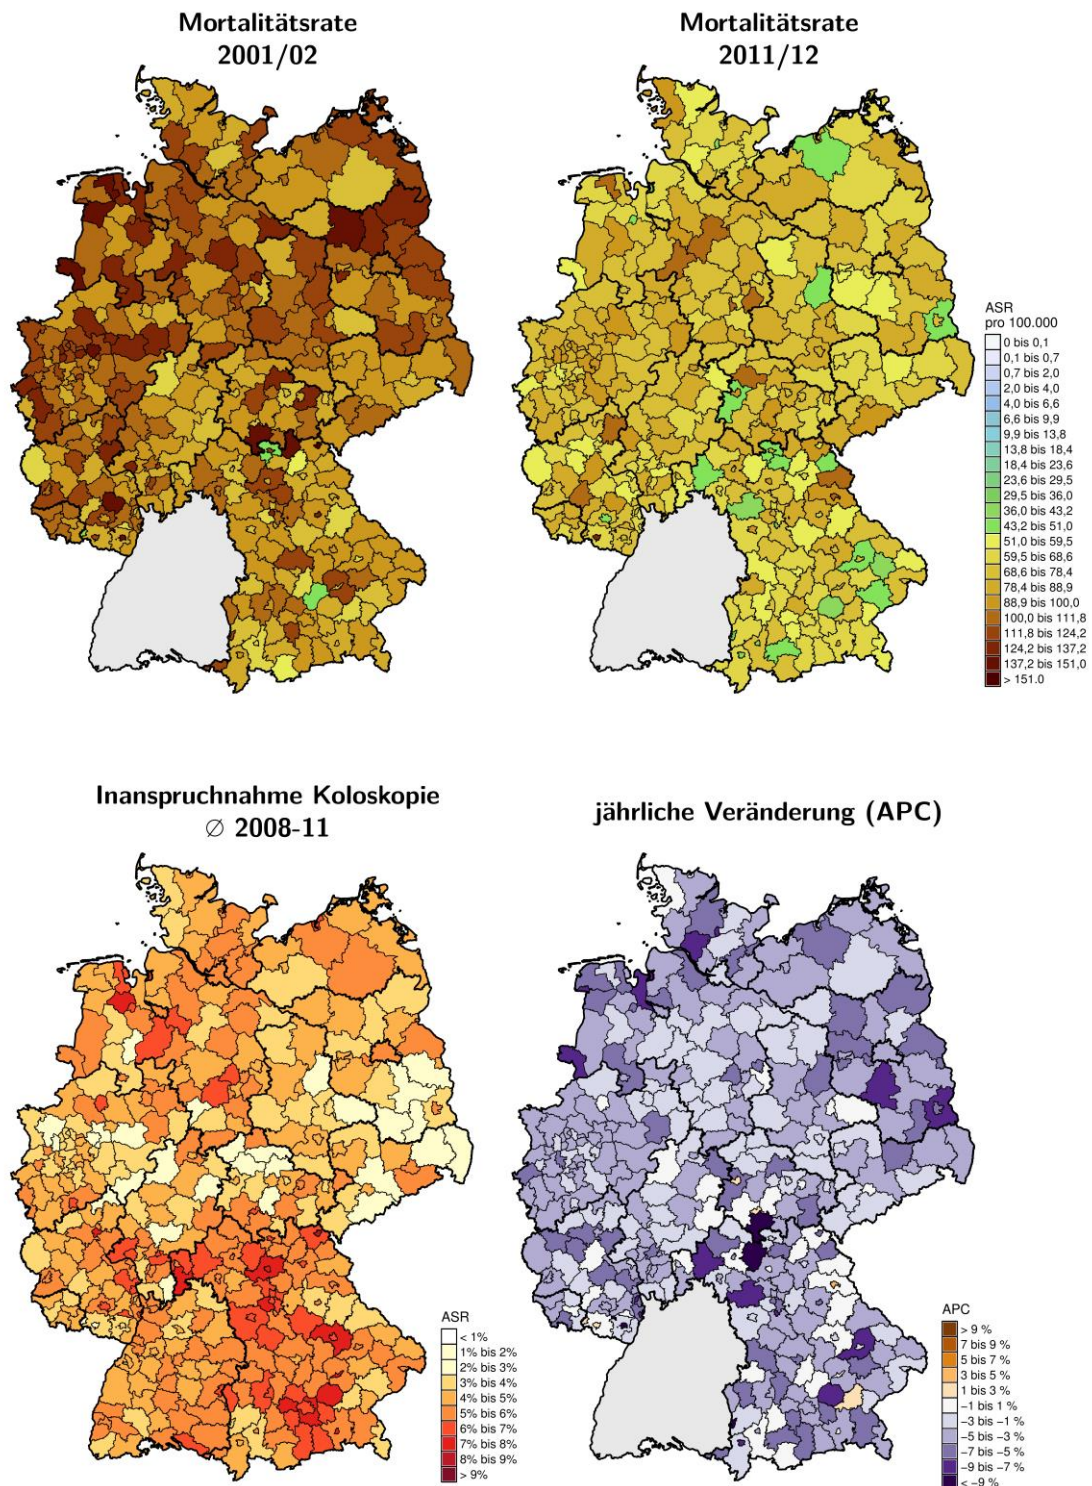 Mortalitätsrate
2001/02
Mortalitätsrate
2011/12
ASR
pro 100.000
0 bis 0,1
0,1 bis 0,7
0,7 bis 2,0
2,0 bis 4,0
4,0 bis 6,6
6,6 bis 9,9
9,9 bis 13,8
13,8 bis 18,4
18,4 bis 23,6
23,6 bis 29,5
29,5 bis 36,0
36,0 bis 43,2
43,2 bis 51,0
51,0 bis 59,5
59,5 bis 68,6
68,6 bis 78,4
78,4 bis 88,9
88,9 bis 100,0
100,0 bis 111,8
111,8 bis 124,2
124,2 bis 137,2
137,2 bis 151,0
> 151.0
Inanspruchnahme Koloskopie
∅ 2008-11
jährliche Veränderung (APC)
ASR
< 1%
1% bis 2%
2% bis 3%
3% bis 4%
4% bis 5%
5% bis 6%
6% bis 7%
7% bis 8%
8% bis 9%
> 9%
APC
> 9 %
7 bis 9 %
5 bis 7 %
3 bis 5 %
1 bis 3 %
−1 bis 1 %
−3 bis −1 %
−5 bis −3 %
−7 bis −5 %
−9 bis −7 %
< −9 %